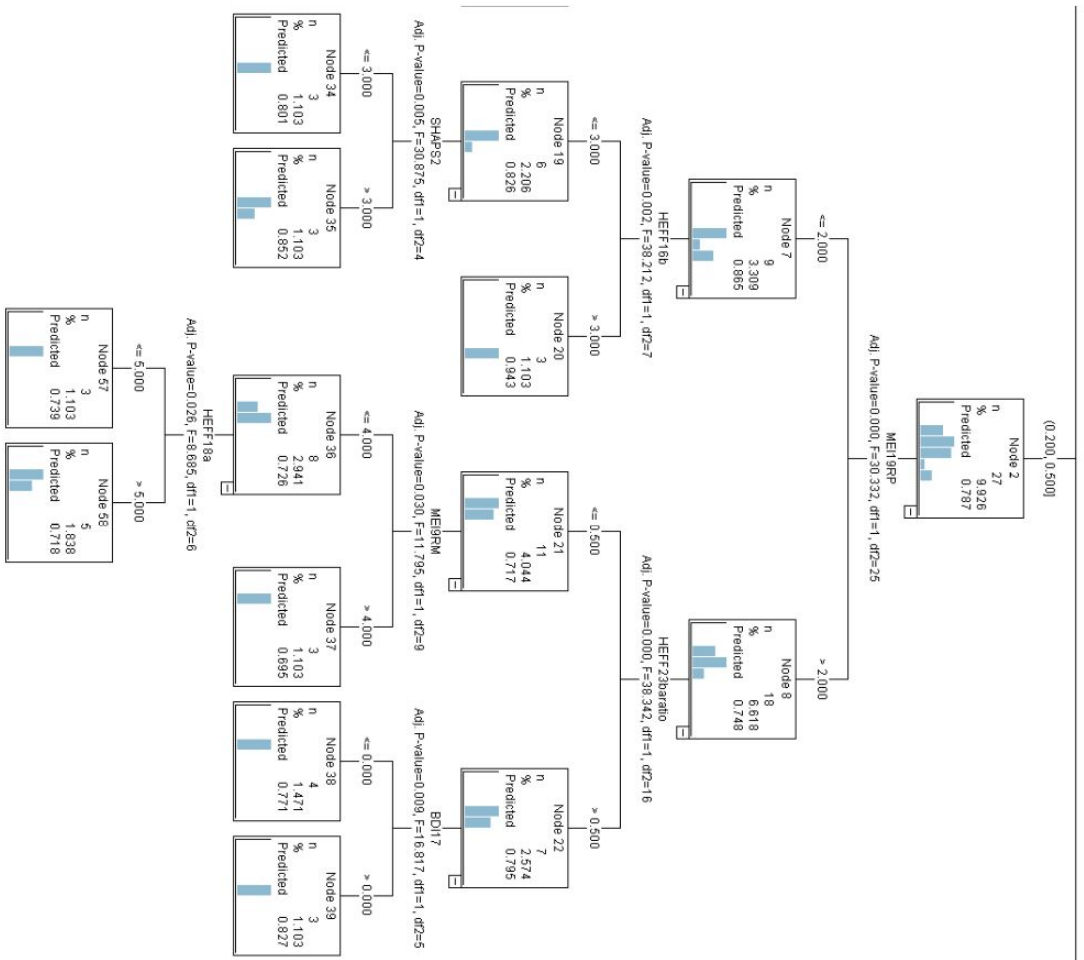 (0.200, 0.500]
Node 2
n 27
% 9.926
Predicted 0.787
MEI19RP
Adj. P-value=0.000, F=30.332, df1=1, df2=25
<= 2.000
> 2.000
Node 7
n 9
% 3.309
Predicted 0.865
Node 8
n 18
% 6.618
Predicted 0.748
HEFF16b
Adj. P-value=0.002, F=38.212, df1=1, df2=7
HEFF23baratio
Adj. P-value=0.000, F=38.342, df1=1, df2=16
<= 3.000
> 3.000
<= 0.500
> 0.500
Node 19
n 6
% 2.206
Predicted 0.826
Node 20
n 3
% 1.103
Predicted 0.943
Node 21
n 11
% 4.044
Predicted 0.717
Node 22
n 7
% 2.574
Predicted 0.795
SHAPS2
Adj. P-value=0.005, F=30.875, df1=1, df2=4
MEI9RM
Adj. P-value=0.030, F=11.795, df1=1, df2=9
BDI17
Adj. P-value=0.009, F=16.817, df1=1, df2=5
<= 3.000
> 3.000
<= 4.000
> 4.000
<= 0.000
> 0.000
Node 34
n 3
% 1.103
Predicted 0.801
Node 35
n 3
% 1.103
Predicted 0.852
Node 36
n 8
% 2.941
Predicted 0.726
Node 37
n 3
% 1.103
Predicted 0.695
Node 38
n 4
% 1.471
Predicted 0.771
Node 39
n 3
% 1.103
Predicted 0.827
HEFF18a
Adj. P-value=0.026, F=8.685, df1=1, df2=6
<= 5.000
> 5.000
Node 57
n 3
% 1.103
Predicted 0.739
Node 58
n 5
% 1.838
Predicted 0.718